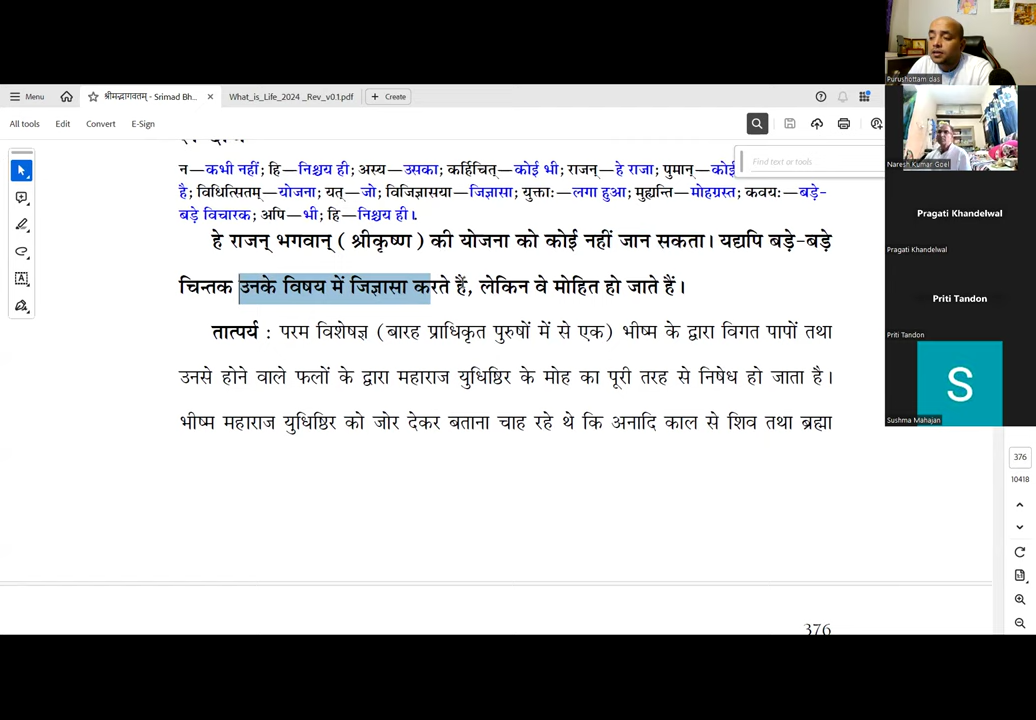 Menu
श्रीमद्भागवतम् - Srimad Bh...
What_is_Life_2024 _Rev_v0.1pdf
Create
All tools Edit Convert E-Sign
Find text or tools
न—कभी नहीं; हि—निश्चय ही; अस्य—उसका; कर्हिचित्—कोई भी; राजन्—हे राजा; पुमान्—कोई
है; विधित्सितम्—योजना; यत्—जो; विजिज्ञासया—जिज्ञासा; युक्ताः—लगा हुआ; मुह्यन्ति—मोहग्रस्त; कवयः—बड़े-
बड़े विचारक; अपि—भी; हि—निश्चय ही।
हे राजन् भगवान् ( श्रीकृष्ण ) की योजना को कोई नहीं जान सकता। यद्यपि बड़े-बड़े
चिन्तक उनके विषय में जिज्ञासा करते हैं, लेकिन वे मोहित हो जाते हैं।
तात्पर्य : परम विशेषज्ञ (बारह प्राधिकृत पुरुषों में से एक) भीष्म के द्वारा विगत पापों तथा
उनसे होने वाले फलों के द्वारा महाराज युधिष्ठिर के मोह का पूरी तरह से निषेध हो जाता है।
भीष्म महाराज युधिष्ठिर को जोर देकर बताना चाह रहे थे कि अनादि काल से शिव तथा ब्रह्मा
376
376
10418
Purushottam das
Naresh Kumar Goel
Pragati Khandelwal
Pragati Khandelwal
Priti Tandon
Priti Tandon
S
Sushma Mahajan